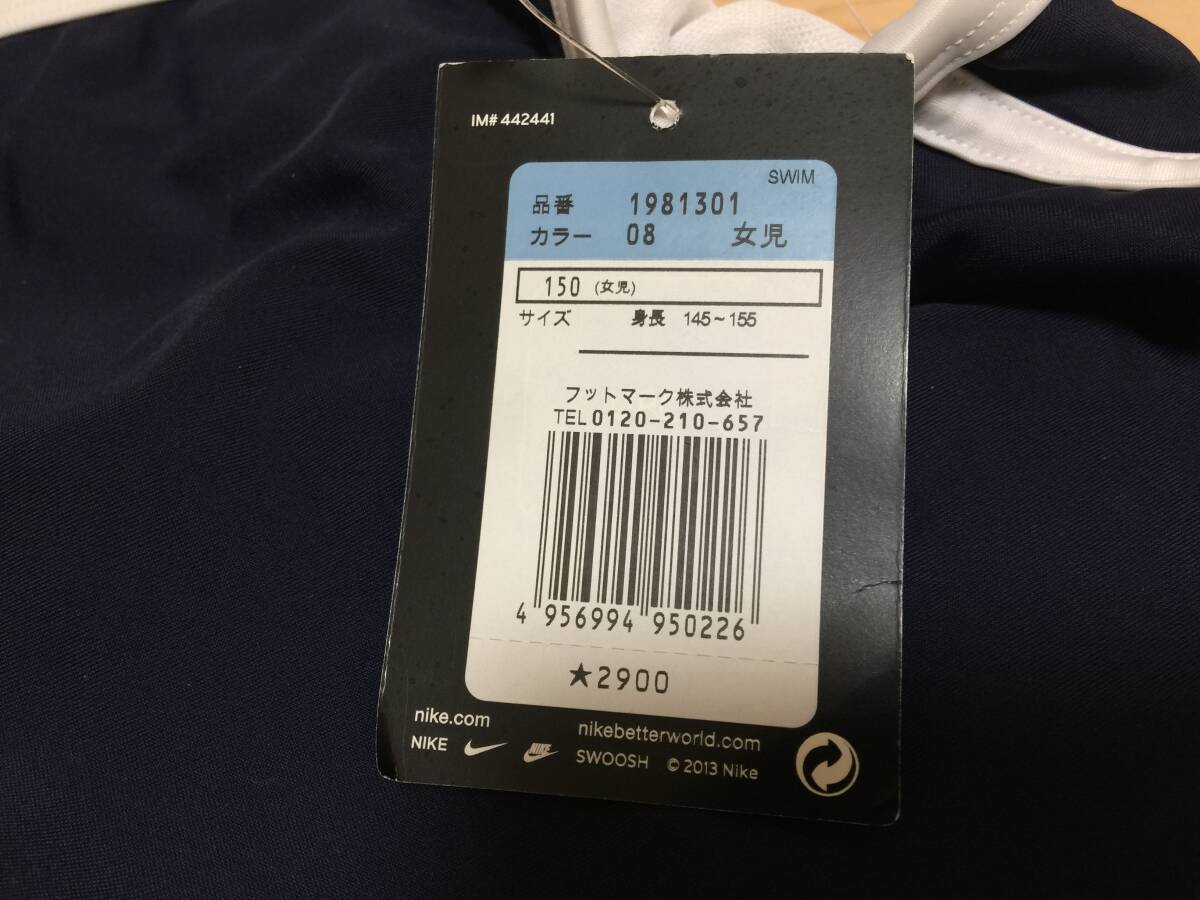 IM# 442441
SWIM
品番 1981301
カラー 08 女児
150 (女児)
サイズ 身長 145~155
フットマーク株式会社
TEL 0120-210-657
4 956994 950226
★2900
nike.com
nikebetterworld.com
NIKE NIKE SWOOSH © 2013 Nike